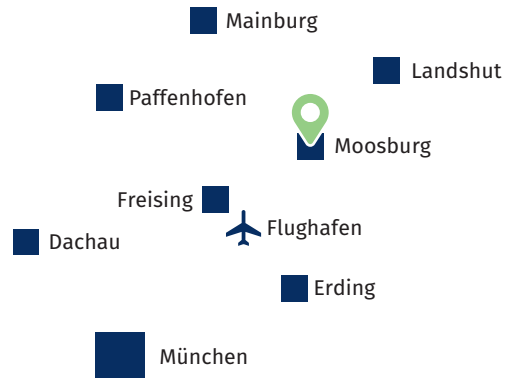 Mainburg
Landshut
Paffenhofen
Moosburg
Freising
Flughafen
Dachau
Erding
München